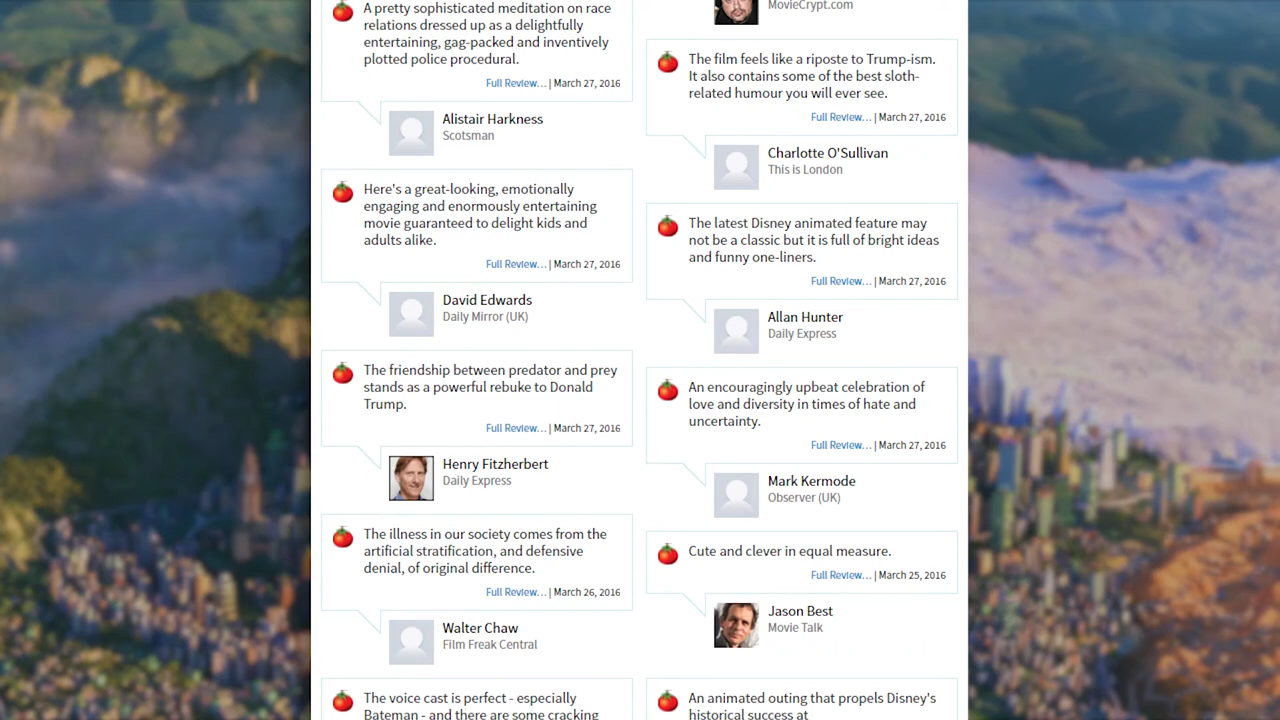 A pretty sophisticated meditation on race
relations dressed up as a delightfully
entertaining, gag-packed and inventively
plotted police procedural.
Full Review... | March 27, 2016
Alistair Harkness
Scotsman
Here's a great-looking, emotionally
engaging and enormously entertaining
movie guaranteed to delight kids and
adults alike.
Full Review... | March 27, 2016
David Edwards
Daily Mirror (UK)
The friendship between predator and prey
stands as a powerful rebuke to Donald
Trump.
Full Review... | March 27, 2016
Henry Fitzherbert
Daily Express
The illness in our society comes from the
artificial stratification, and defensive
denial, of original difference.
Full Review... | March 26, 2016
Walter Chaw
Film Freak Central
The voice cast is perfect - especially
Bateman - and there are some cracking
MovieCrypt.com
The film feels like a riposte to Trump-ism.
It also contains some of the best sloth-
related humour you will ever see.
Full Review... | March 27, 2016
Charlotte O'Sullivan
This is London
The latest Disney animated feature may
not be a classic but it is full of bright ideas
and funny one-liners.
Full Review... | March 27, 2016
Allan Hunter
Daily Express
An encouragingly upbeat celebration of
love and diversity in times of hate and
uncertainty.
Full Review... | March 27, 2016
Mark Kermode
Observer (UK)
Cute and clever in equal measure.
Full Review... | March 25, 2016
Jason Best
Movie Talk
An animated outing that propels Disney's
historical success at